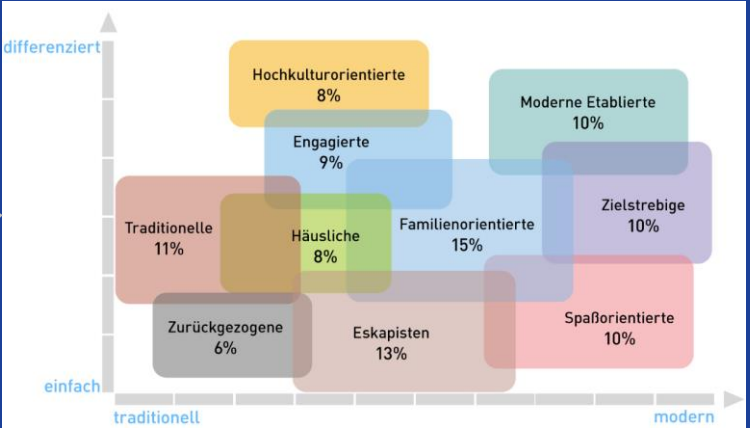 differenziert
Hochkulturorientierte
8%
Moderne Etablierte
10%
Engagierte
9%
Zielstrebige
10%
Traditionelle
11%
Häusliche
8%
Familienorientierte
15%
Zurückgezogene
6%
Eskapisten
13%
Spaßorientierte
10%
einfach
traditionell
modern